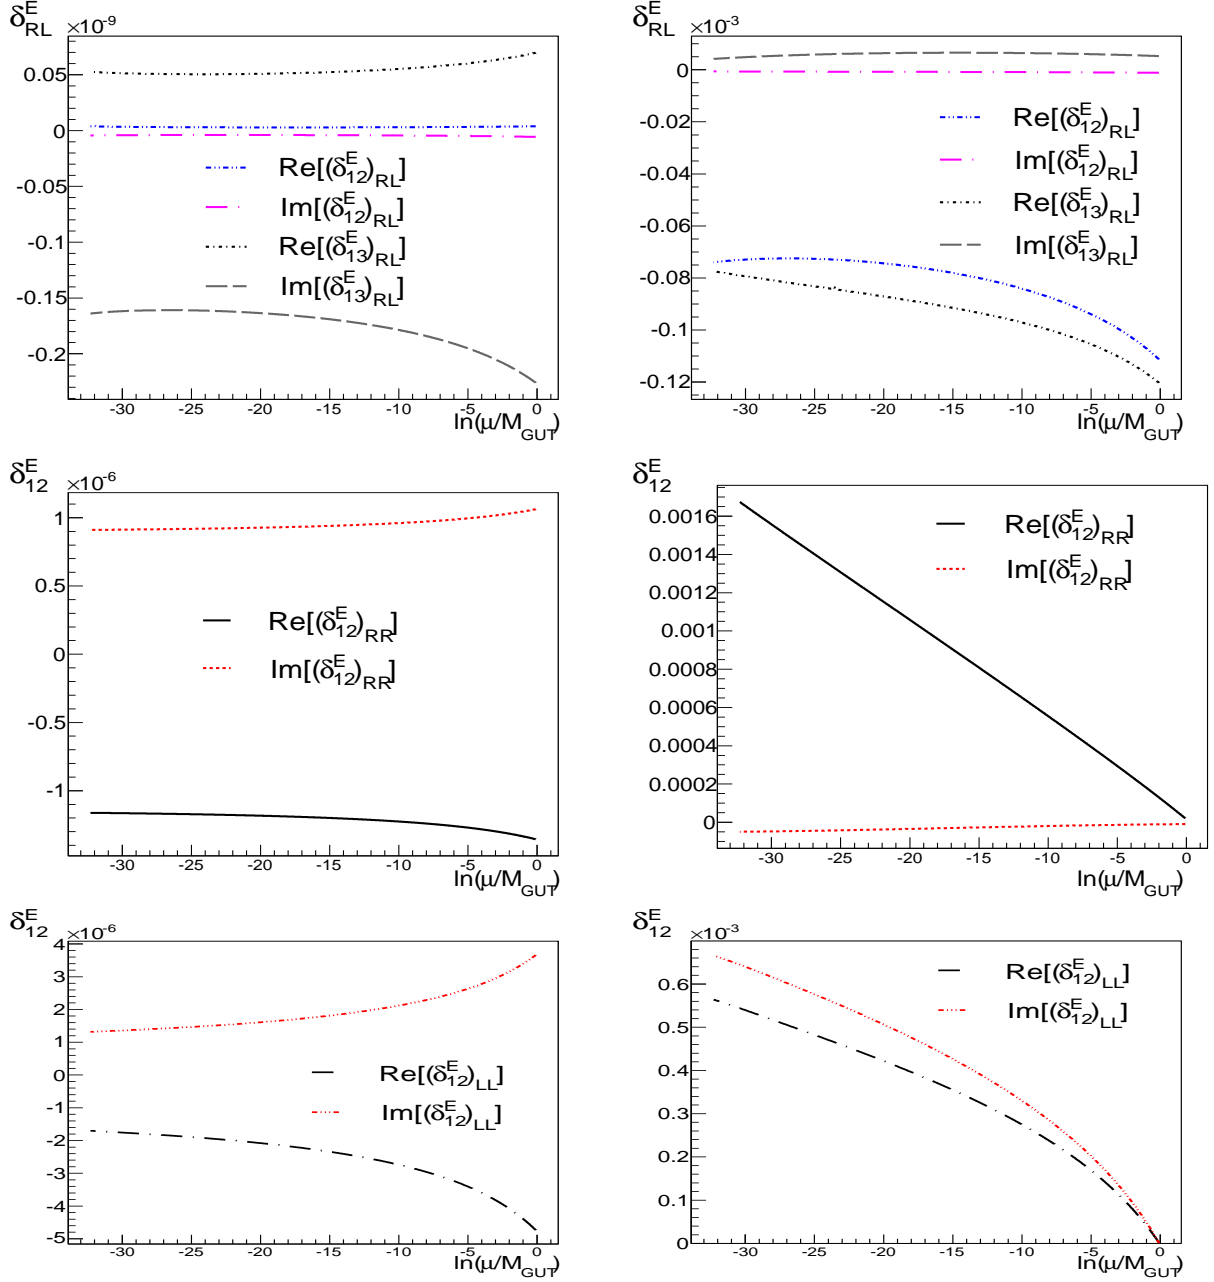 δ^E_RL ×10^-9
0.05
0
-0.05
-0.1
-0.15
-0.2
Re[(δ^E_12)_RL]
Im[(δ^E_12)_RL]
Re[(δ^E_13)_RL]
Im[(δ^E_13)_RL]
-30 -25 -20 -15 -10 -5 0
ln(μ/M_GUT)
δ^E_RL ×10^-3
0
-0.02
-0.04
-0.06
-0.08
-0.1
-0.12
Re[(δ^E_12)_RL]
Im[(δ^E_12)_RL]
Re[(δ^E_13)_RL]
Im[(δ^E_13)_RL]
-30 -25 -20 -15 -10 -5 0
ln(μ/M_GUT)
δ^E_12 ×10^-6
1
0.5
0
-0.5
-1
Re[(δ^E_12)_RR]
Im[(δ^E_12)_RR]
-30 -25 -20 -15 -10 -5 0
ln(μ/M_GUT)
δ^E_12
0.0016
0.0014
0.0012
0.001
0.0008
0.0006
0.0004
0.0002
0
Re[(δ^E_12)_RR]
Im[(δ^E_12)_RR]
-30 -25 -20 -15 -10 -5 0
ln(μ/M_GUT)
δ^E_12 ×10^-6
4
3
2
1
0
-1
-2
-3
-4
-5
Re[(δ^E_12)_LL]
Im[(δ^E_12)_LL]
-30 -25 -20 -15 -10 -5 0
ln(μ/M_GUT)
δ^E_12 ×10^-3
0.6
0.5
0.4
0.3
0.2
0.1
0
Re[(δ^E_12)_LL]
Im[(δ^E_12)_LL]
-30 -25 -20 -15 -10 -5 0
ln(μ/M_GUT)